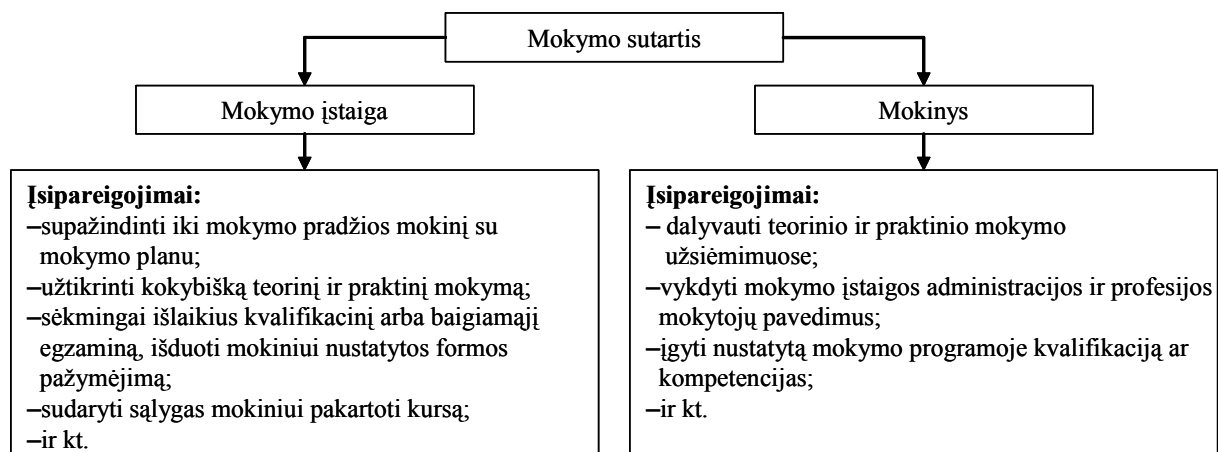 Mokymo sutartis
Mokymo įstaiga
Mokinys
Įsipareigojimai:
–supažindinti iki mokymo pradžios mokinį su
mokymo planu;
–užtikrinti kokybišką teorinį ir praktinį mokymą;
–sėkmingai išlaikius kvalifikacinį arba baigiamąjį
egzaminą, išduoti mokiniui nustatytos formos
pažymėjimą;
–sudaryti sąlygas mokiniui pakartoti kursą;
–ir kt.
Įsipareigojimai:
– dalyvauti teorinio ir praktinio mokymo
užsiėmimuose;
–vykdyti mokymo įstaigos administracijos ir profesijos
mokytojų pavedimus;
–įgyti nustatytą mokymo programoje kvalifikaciją ar
kompetencijas;
–ir kt.